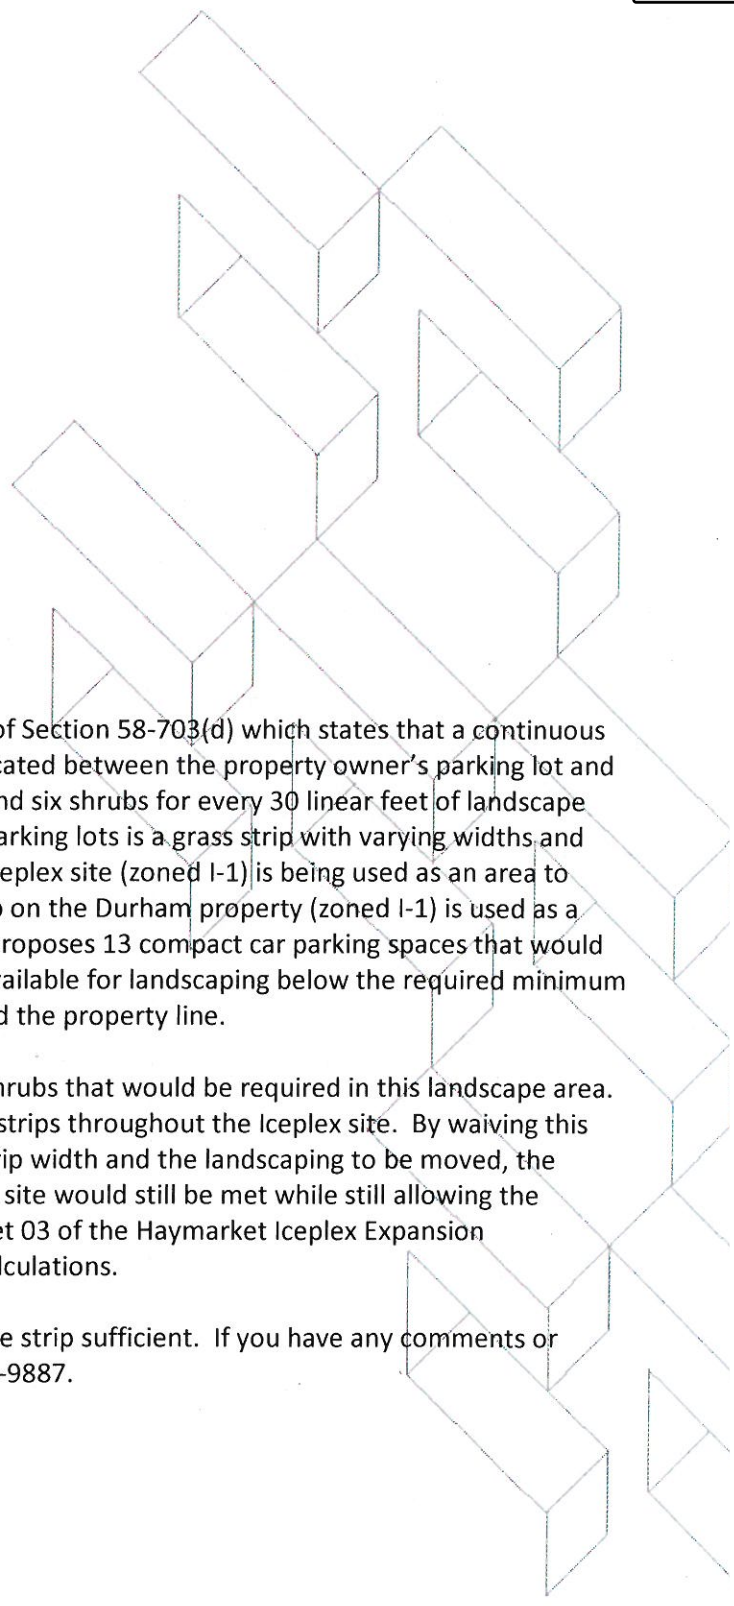 of Section 58-703(d) which states that a continuous
cated between the property owner's parking lot and
nd six shrubs for every 30 linear feet of landscape
arking lots is a grass strip with varying widths and
eplex site (zoned I-1) is being used as an area to
on the Durham property (zoned I-1) is used as a
roposes 13 compact car parking spaces that would
vailable for landscaping below the required minimum
d the property line.
hrubs that would be required in this landscape area.
strips throughout the Iceplex site. By waiving this
rip width and the landscaping to be moved, the
site would still be met while still allowing the
et 03 of the Haymarket Iceplex Expansion
lculations.
e strip sufficient. If you have any comments or
-9887.